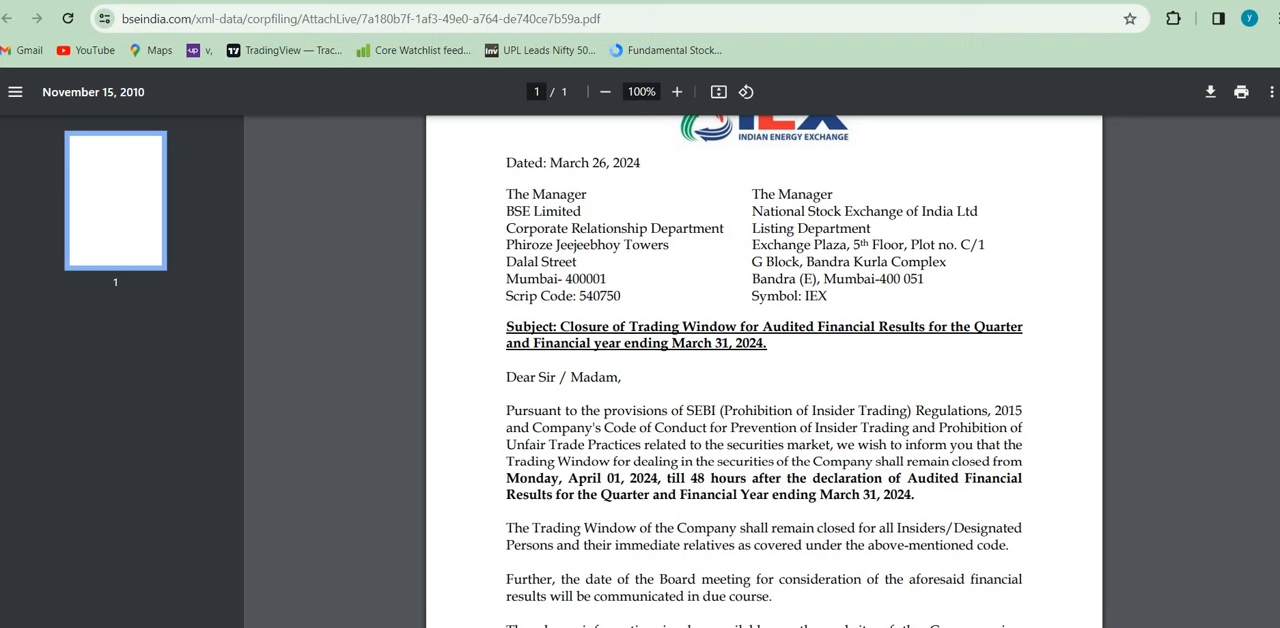 bseindia.com/xml-data/corpfiling/AttachLive/7a180b7f-1af3-49e0-a764-de740ce7b59a.pdf
y
Gmail
YouTube
Maps
up v,
TradingView — Trac...
Core Watchlist feed...
Inv UPL Leads Nifty 50...
Fundamental Stock...
November 15, 2010
1 / 1
100%
1
IEX
INDIAN ENERGY EXCHANGE
Dated: March 26, 2024
The Manager
BSE Limited
Corporate Relationship Department
Phiroze Jeejeebhoy Towers
Dalal Street
Mumbai- 400001
Scrip Code: 540750
The Manager
National Stock Exchange of India Ltd
Listing Department
Exchange Plaza, 5th Floor, Plot no. C/1
G Block, Bandra Kurla Complex
Bandra (E), Mumbai-400 051
Symbol: IEX
Subject: Closure of Trading Window for Audited Financial Results for the Quarter
and Financial year ending March 31, 2024.
Dear Sir / Madam,
Pursuant to the provisions of SEBI (Prohibition of Insider Trading) Regulations, 2015
and Company's Code of Conduct for Prevention of Insider Trading and Prohibition of
Unfair Trade Practices related to the securities market, we wish to inform you that the
Trading Window for dealing in the securities of the Company shall remain closed from
Monday, April 01, 2024, till 48 hours after the declaration of Audited Financial
Results for the Quarter and Financial Year ending March 31, 2024.
The Trading Window of the Company shall remain closed for all Insiders/Designated
Persons and their immediate relatives as covered under the above-mentioned code.
Further, the date of the Board meeting for consideration of the aforesaid financial
results will be communicated in due course.